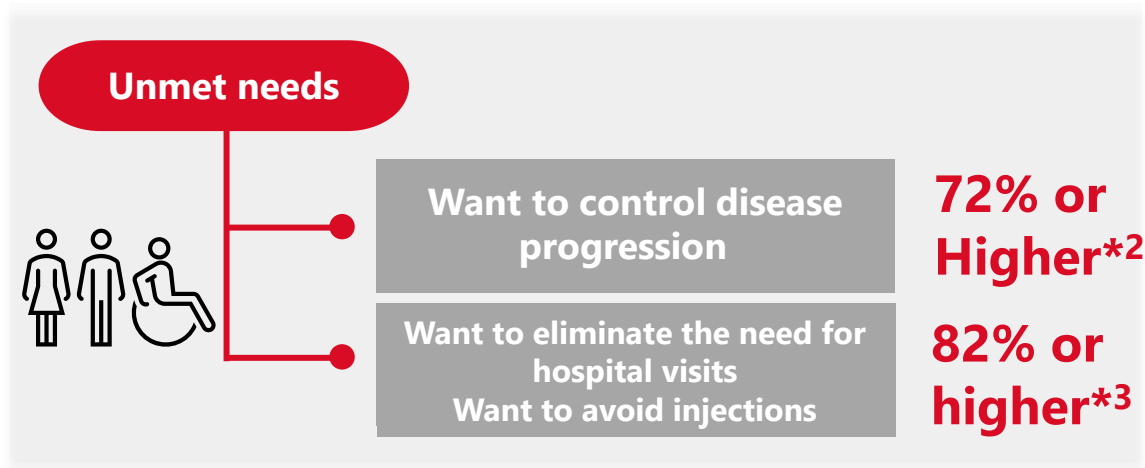 Unmet needs
Want to control disease
progression
72% or
Higher*2
Want to eliminate the need for
hospital visits
Want to avoid injections
82% or
higher*3